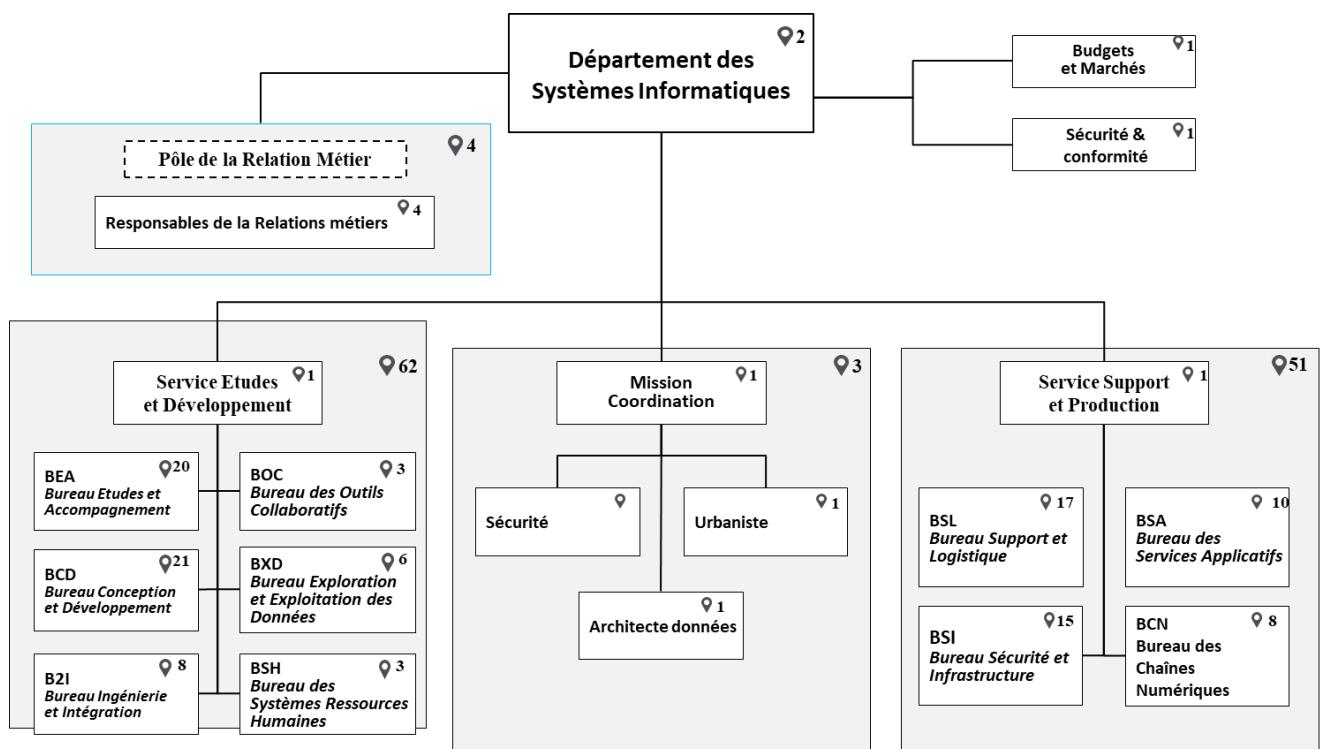 2
Département des
Systèmes Informatiques
1
Budgets
et Marchés
1
Sécurité &
conformité
4
Pôle de la Relation Métier
4
Responsables de la Relations métiers
62
1
Service Etudes
et Développement
20
BEA
Bureau Etudes et
Accompagnement
3
BOC
Bureau des Outils
Collaboratifs
21
BCD
Bureau Conception
et Développement
6
BXD
Bureau Exploration
et Exploitation des
Données
8
B2I
Bureau Ingénierie
et Intégration
3
BSH
Bureau des
Systèmes Ressources
Humaines
3
1
Mission
Coordination
Sécurité
1
Urbaniste
1
Architecte données
51
1
Service Support
et Production
17
BSL
Bureau Support et
Logistique
10
BSA
Bureau des
Services Applicatifs
15
BSI
Bureau Sécurité et
Infrastructure
8
BCN
Bureau des
Chaînes
Numériques